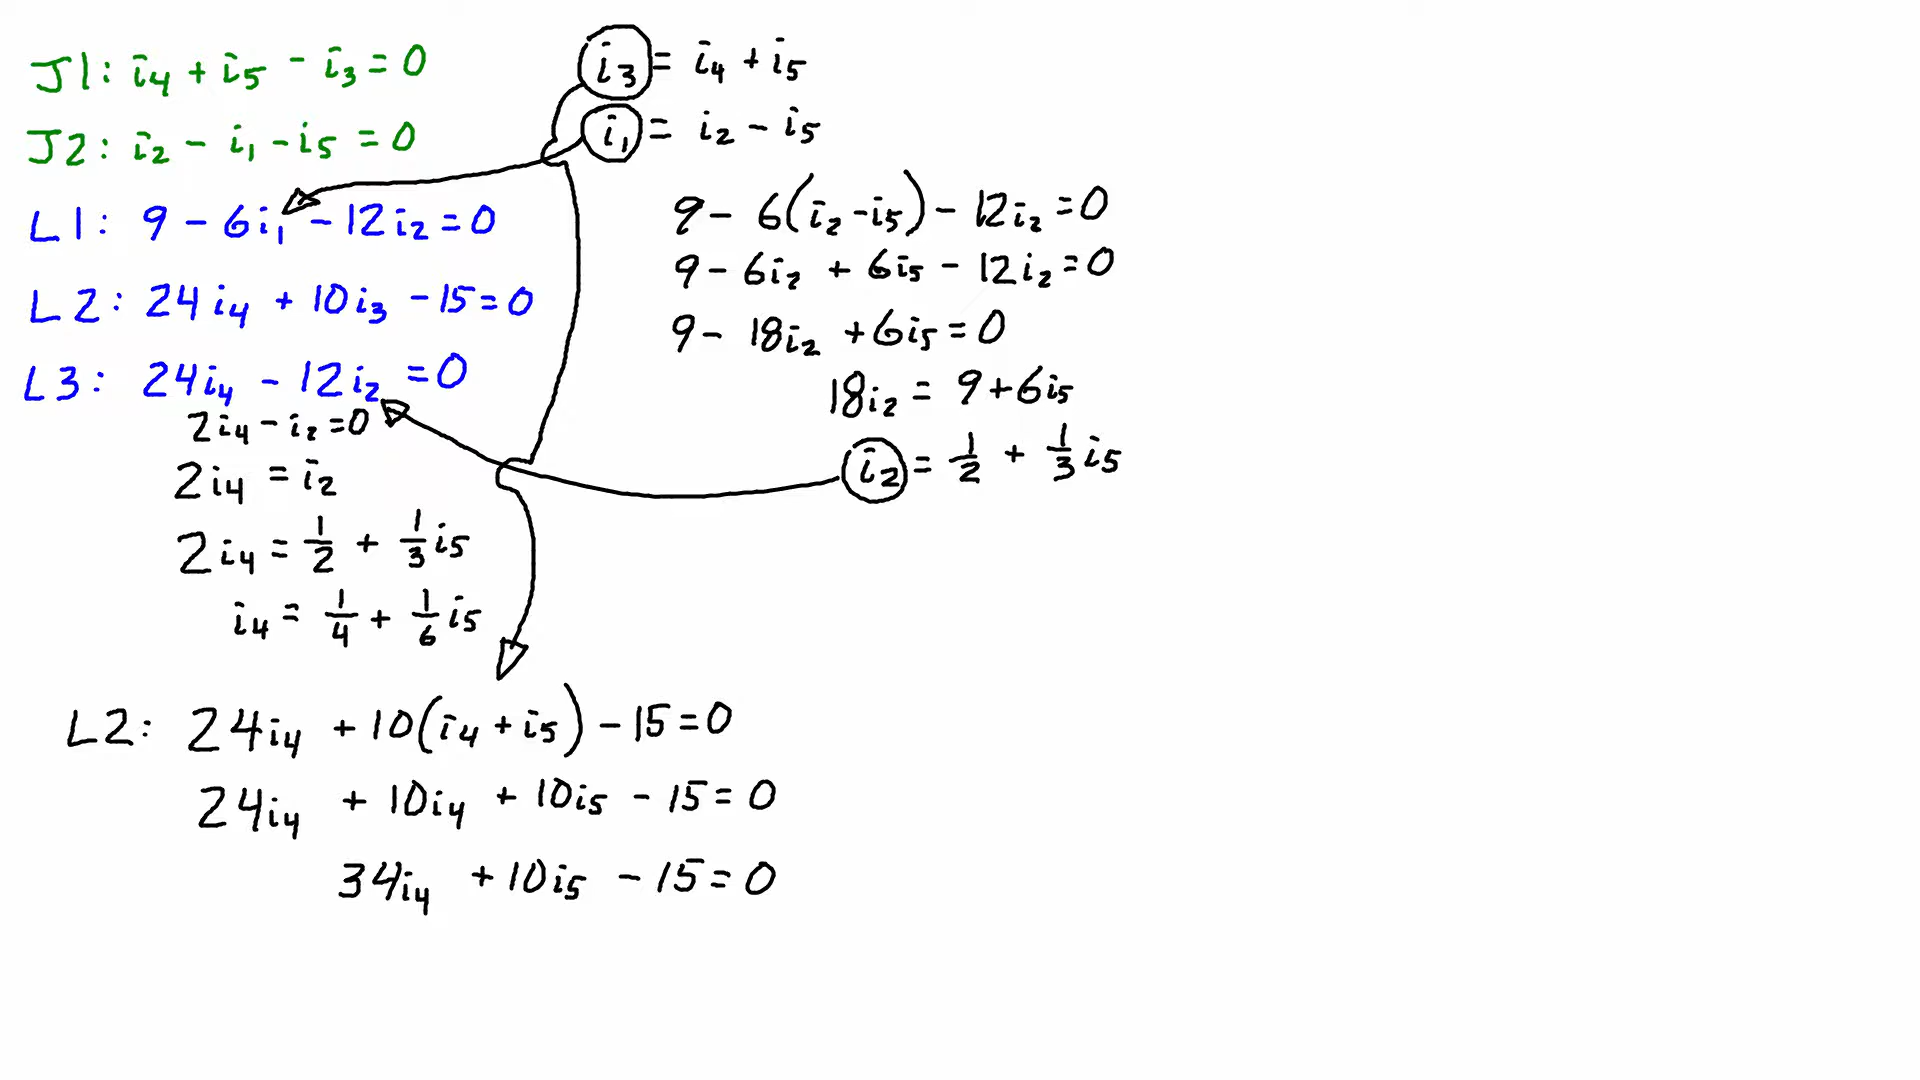 J1: i₄ + i₅ - i₃ = 0
J2: i₂ - i₁ - i₅ = 0
L1: 9 - 6i₁ - 12i₂ = 0
L2: 24i₄ + 10i₃ - 15 = 0
L3: 24i₄ - 12i₂ = 0
2i₄ - i₂ = 0
2i₄ = i₂
2i₄ = 1/2 + 1/3 i₅
i₄ = 1/4 + 1/6 i₅
i₃ = i₄ + i₅
i₁ = i₂ - i₅
9 - 6(i₂ - i₅) - 12i₂ = 0
9 - 6i₂ + 6i₅ - 12i₂ = 0
9 - 18i₂ + 6i₅ = 0
18i₂ = 9 + 6i₅
i₂ = 1/2 + 1/3 i₅
L2: 24i₄ + 10(i₄ + i₅) - 15 = 0
24i₄ + 10i₄ + 10i₅ - 15 = 0
34i₄ + 10i₅ - 15 = 0